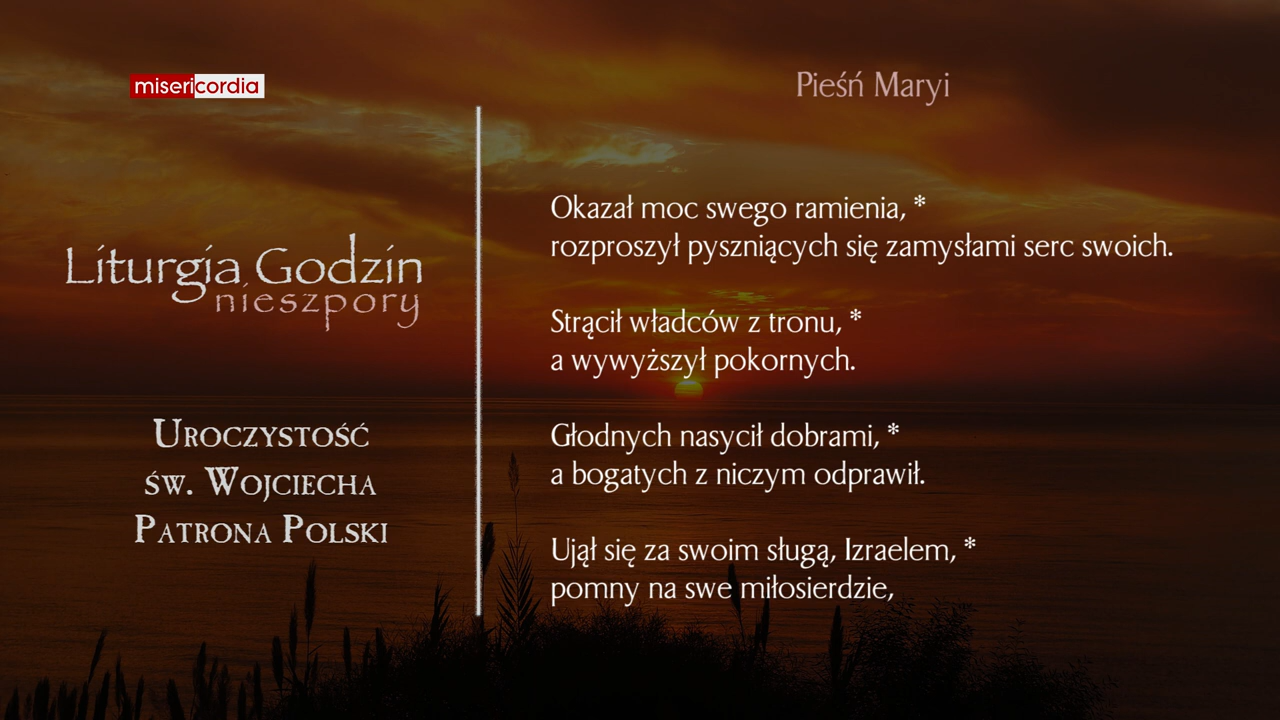 misericordia
Liturgia Godzin
nieszpory
Uroczystość
św. Wojciecha
Patrona Polski
Pieśń Maryi
Okazał moc swego ramienia, *
rozproszył pyszniących się zamysłami serc swoich.
Strącił władców z tronu, *
a wywyższył pokornych.
Głodnych nasycił dobrami, *
a bogatych z niczym odprawił.
Ujął się za swoim sługą, Izraelem, *
pomny na swe miłosierdzie,